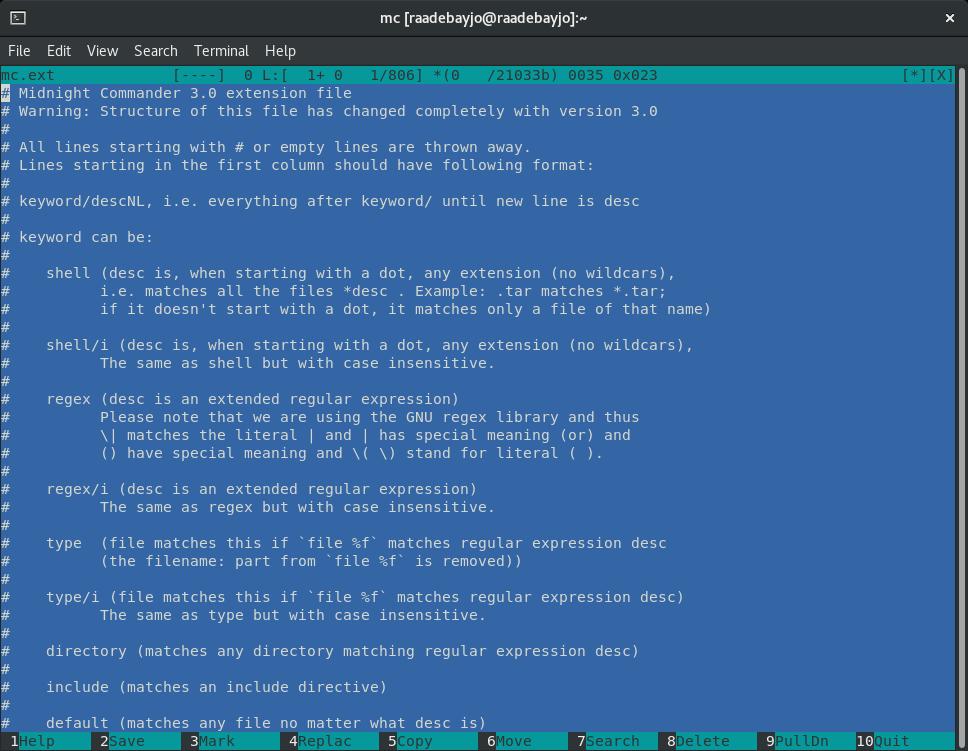 mc [raadebayjo@raadebayjo]:~
File Edit View Search Terminal Help
mc.ext [----] 0 L:[ 1+ 0 1/806] *(0 /21033b) 0035 0x023 [*][X]
# Midnight Commander 3.0 extension file
# Warning: Structure of this file has changed completely with version 3.0
#
# All lines starting with # or empty lines are thrown away.
# Lines starting in the first column should have following format:
#
# keyword/descNL, i.e. everything after keyword/ until new line is desc
#
# keyword can be:
#
#    shell (desc is, when starting with a dot, any extension (no wildcars),
#          i.e. matches all the files *desc . Example: .tar matches *.tar;
#          if it doesn't start with a dot, it matches only a file of that name)
#
#    shell/i (desc is, when starting with a dot, any extension (no wildcars),
#          The same as shell but with case insensitive.
#
#    regex (desc is an extended regular expression)
#          Please note that we are using the GNU regex library and thus
#          \| matches the literal | and | has special meaning (or) and
#          () have special meaning and \( \) stand for literal ( ).
#
#    regex/i (desc is an extended regular expression)
#          The same as regex but with case insensitive.
#
#    type  (file matches this if `file %f` matches regular expression desc
#          (the filename: part from `file %f` is removed))
#
#    type/i (file matches this if `file %f` matches regular expression desc)
#          The same as type but with case insensitive.
#
#    directory (matches any directory matching regular expression desc)
#
#    include (matches an include directive)
#
#    default (matches any file no matter what desc is)
1Help 2Save 3Mark 4Replac 5Copy 6Move 7Search 8Delete 9PullDn 10Quit